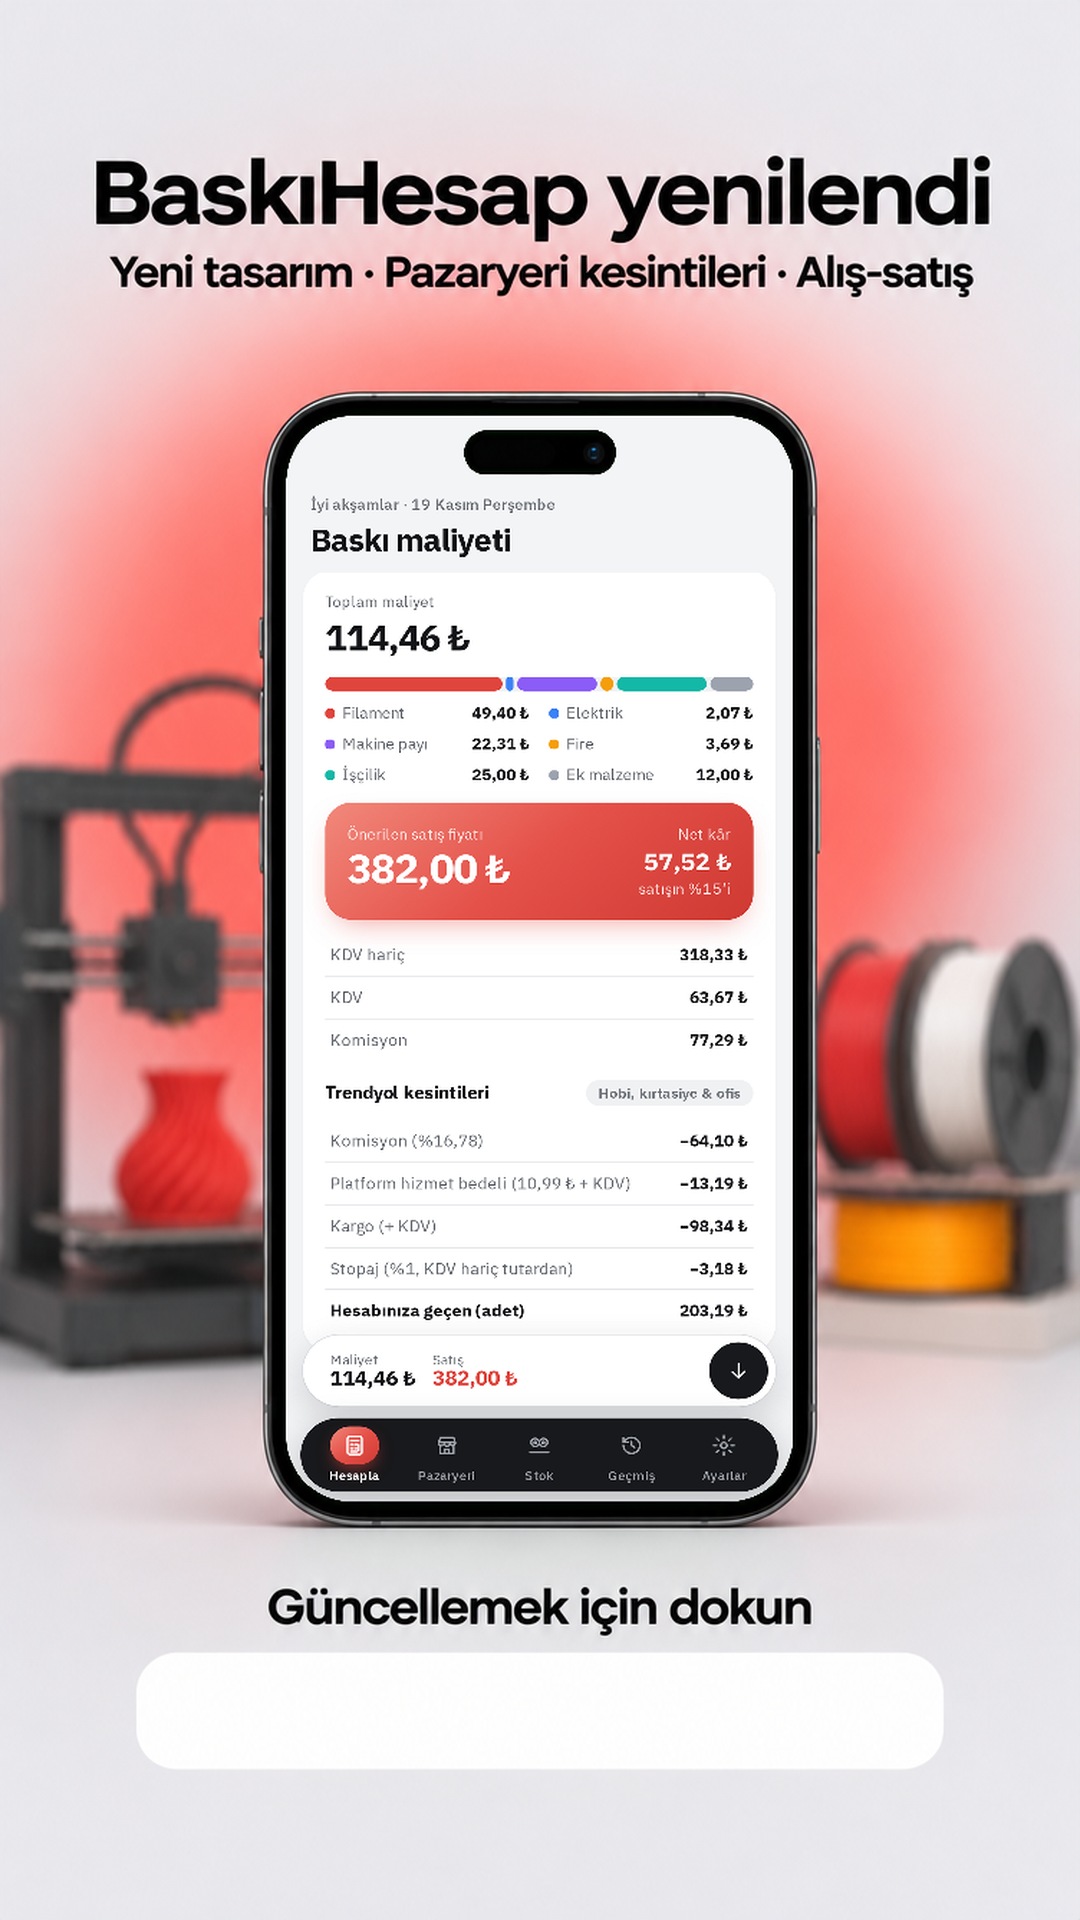 BaskıHesap yenilendi
Yeni tasarım · Pazaryeri kesintileri · Alış-satış
İyi akşamlar · 19 Kasım Perşembe
Baskı maliyeti
Toplam maliyet
114,46 ₺
Filament 49,40 ₺ Elektrik 2,07 ₺
Makine payı 22,31 ₺ Fire 3,69 ₺
İşçilik 25,00 ₺ Ek malzeme 12,00 ₺
Önerilen satış fiyatı Net kâr
382,00 ₺ 57,52 ₺
satışın %15'i
KDV hariç 318,33 ₺
KDV 63,67 ₺
Komisyon 77,29 ₺
Trendyol kesintileri Hobi, kırtasiye & ofis
Komisyon (%16,78) −64,10 ₺
Platform hizmet bedeli (10,99 ₺ + KDV) −13,19 ₺
Kargo (+ KDV) −98,34 ₺
Stopaj (%1, KDV hariç tutardan) −3,18 ₺
Hesabınıza geçen (adet) 203,19 ₺
Maliyet Satış
114,46 ₺ 382,00 ₺
Hesapla Pazaryeri Stok Geçmiş Ayarlar
Güncellemek için dokun